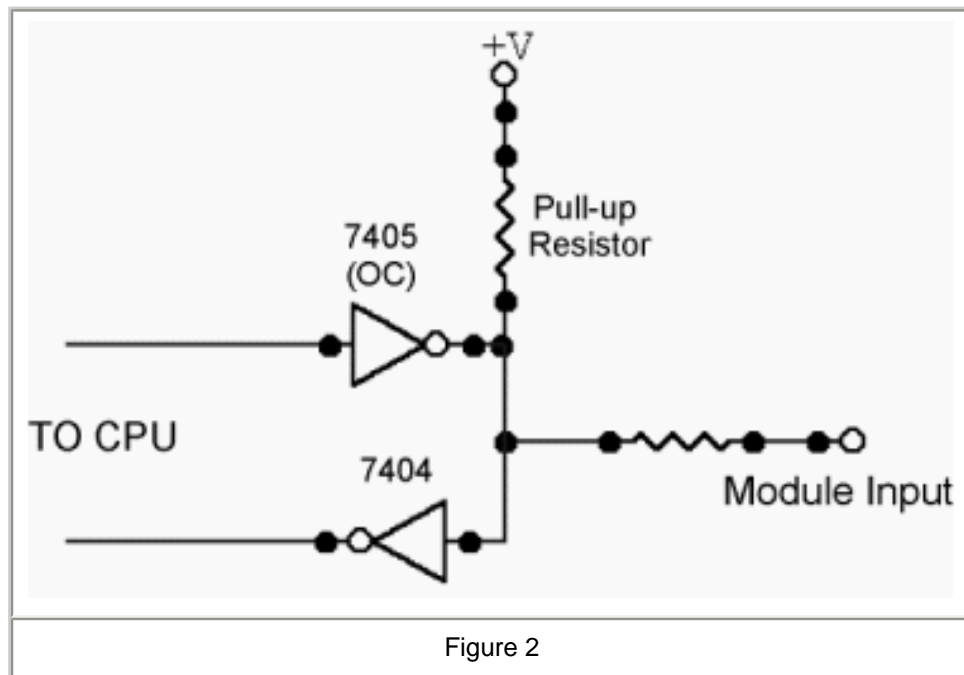 +V
Pull-up
Resistor
7405
(OC)
TO CPU
7404
Module Input
Figure 2